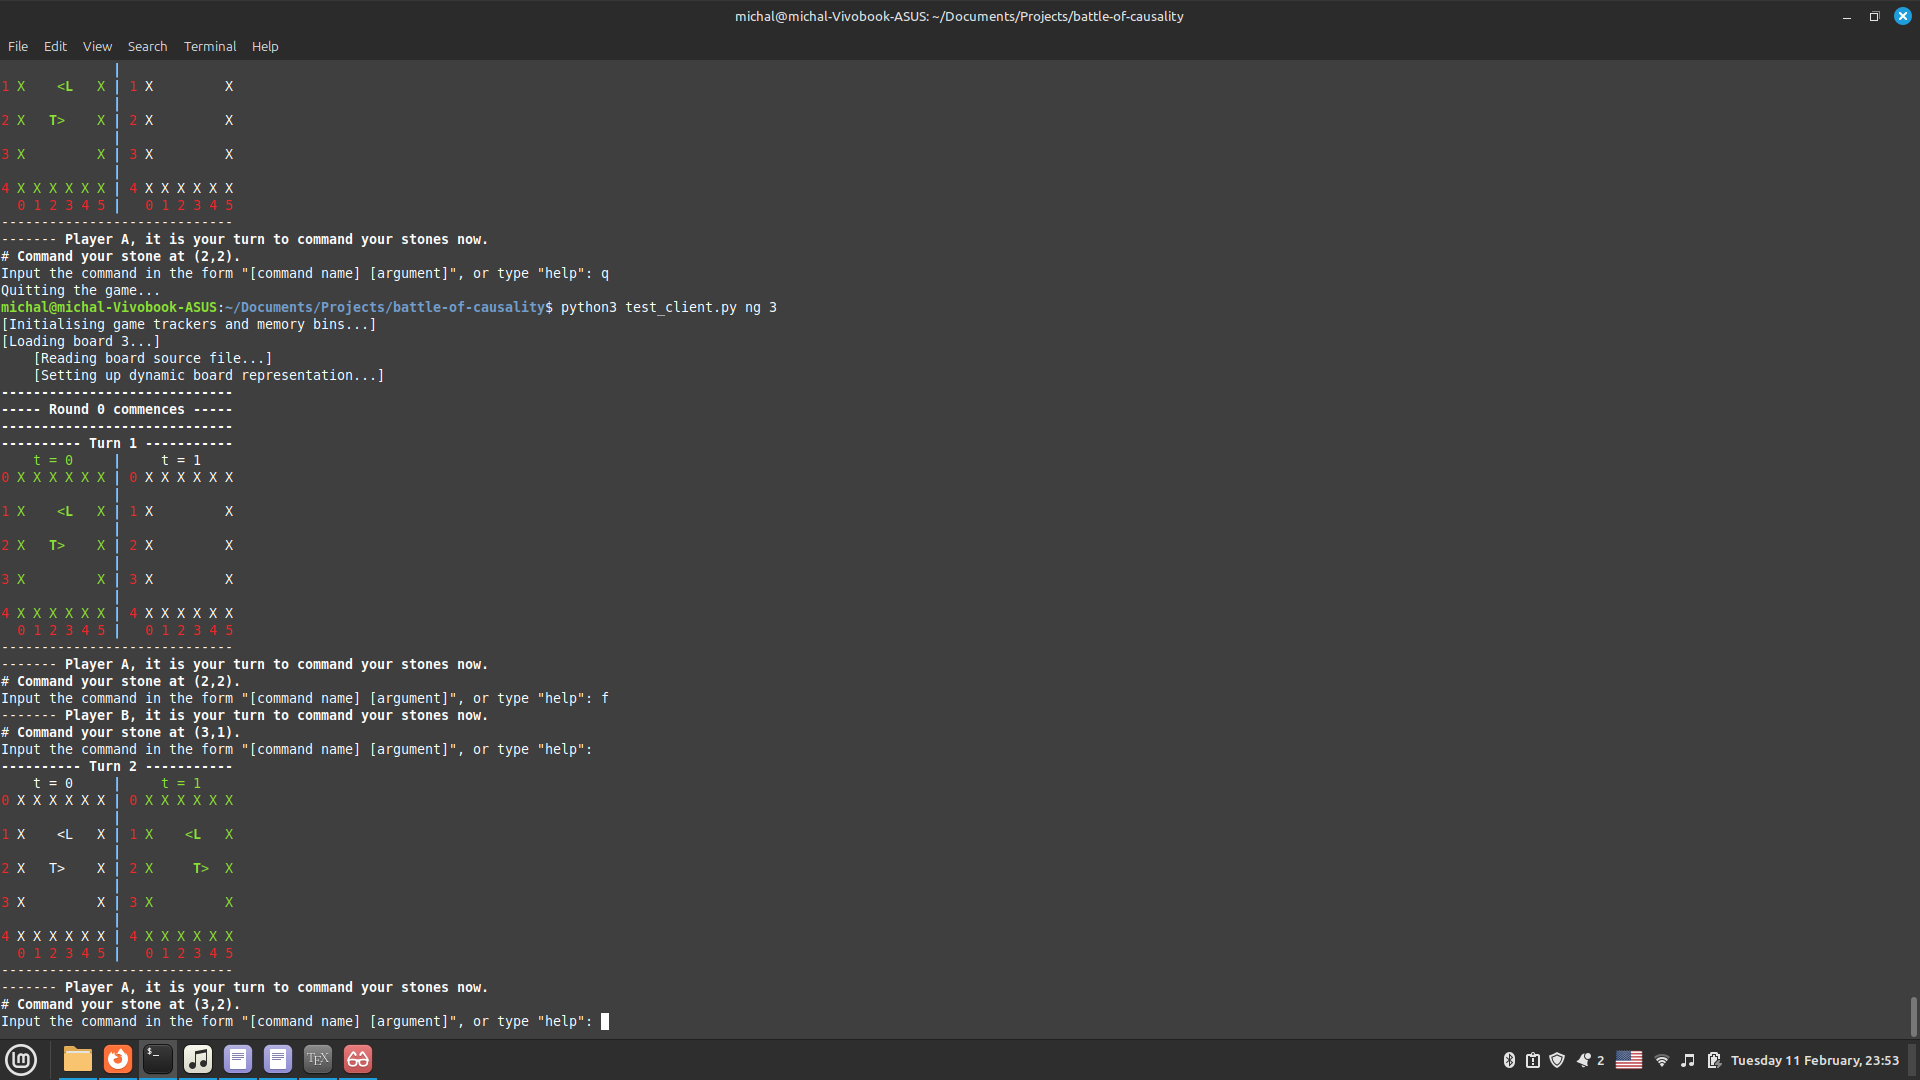 michal@michal-Vivobook-ASUS: ~/Documents/Projects/battle-of-causality
File Edit View Search Terminal Help
|
1 X    <L   X | 1 X         X
|
2 X   T>    X | 2 X         X
|
3 X         X | 3 X         X
|
4 X X X X X X | 4 X X X X X X
  0 1 2 3 4 5 |   0 1 2 3 4 5
-----------------------------
------- Player A, it is your turn to command your stones now.
# Command your stone at (2,2).
Input the command in the form "[command name] [argument]", or type "help": q
Quitting the game...
michal@michal-Vivobook-ASUS:~/Documents/Projects/battle-of-causality$ python3 test_client.py ng 3
[Initialising game trackers and memory bins...]
[Loading board 3...]
    [Reading board source file...]
    [Setting up dynamic board representation...]
-----------------------------
----- Round 0 commences -----
-----------------------------
---------- Turn 1 -----------
    t = 0     |     t = 1
0 X X X X X X | 0 X X X X X X
|
1 X    <L   X | 1 X         X
|
2 X   T>    X | 2 X         X
|
3 X         X | 3 X         X
|
4 X X X X X X | 4 X X X X X X
  0 1 2 3 4 5 |   0 1 2 3 4 5
-----------------------------
------- Player A, it is your turn to command your stones now.
# Command your stone at (2,2).
Input the command in the form "[command name] [argument]", or type "help": f
------- Player B, it is your turn to command your stones now.
# Command your stone at (3,1).
Input the command in the form "[command name] [argument]", or type "help":
---------- Turn 2 -----------
    t = 0     |     t = 1
0 X X X X X X | 0 X X X X X X
|
1 X    <L   X | 1 X    <L   X
|
2 X   T>    X | 2 X     T>  X
|
3 X         X | 3 X         X
|
4 X X X X X X | 4 X X X X X X
  0 1 2 3 4 5 |   0 1 2 3 4 5
-----------------------------
------- Player A, it is your turn to command your stones now.
# Command your stone at (3,2).
Input the command in the form "[command name] [argument]", or type "help":
lm $_ TEX 2 Tuesday 11 February, 23:53